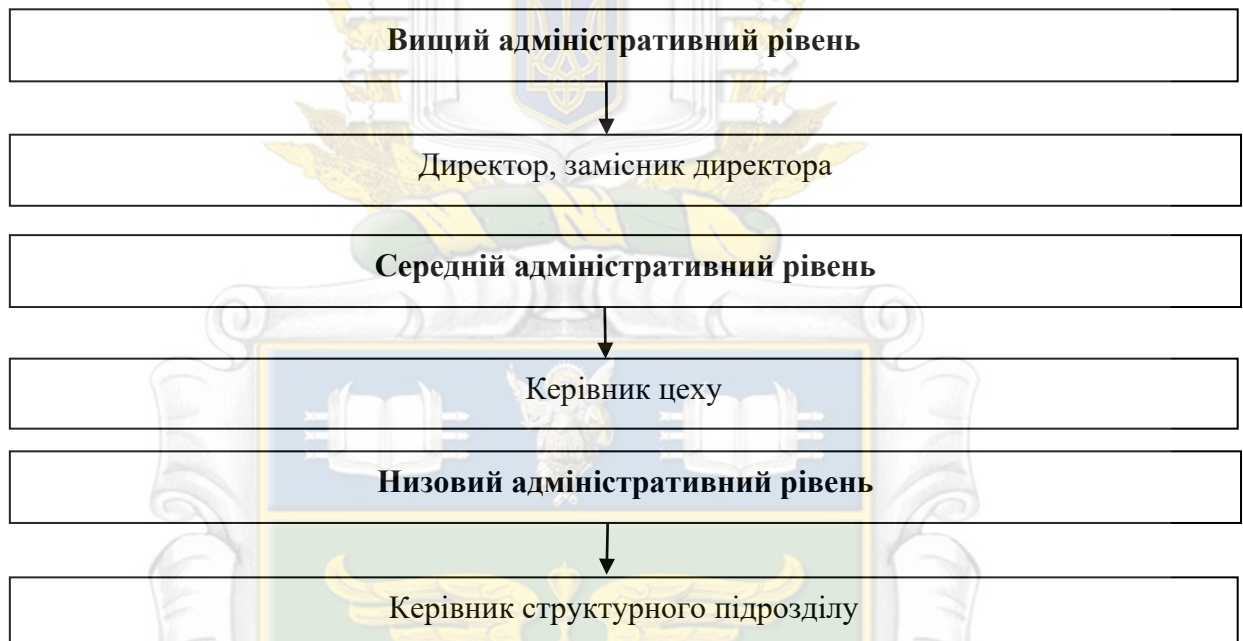 Вищий адміністративний рівень
Директор, замісник директора
Середній адміністративний рівень
Керівник цеху
Низовий адміністративний рівень
Керівник структурного підрозділу